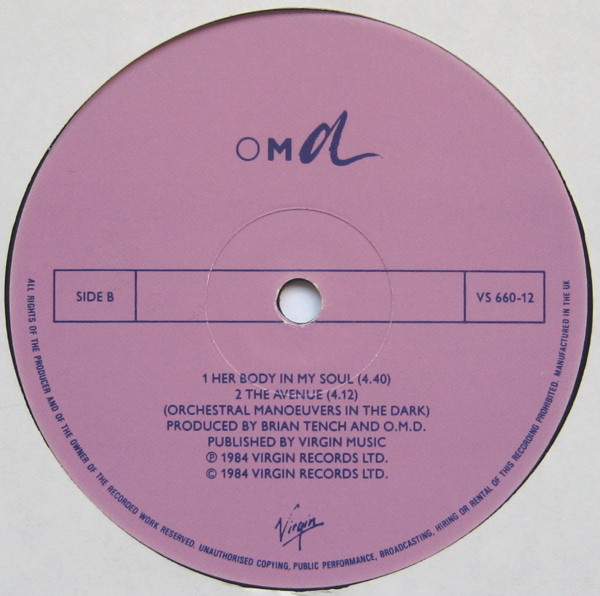 OMd
SIDE B
VS 660-12
1 HER BODY IN MY SOUL (4.40)
2 THE AVENUE (4.12)
(ORCHESTRAL MANOEUVERS IN THE DARK)
PRODUCED BY BRIAN TENCH AND O.M.D.
PUBLISHED BY VIRGIN MUSIC
℗ 1984 VIRGIN RECORDS LTD.
© 1984 VIRGIN RECORDS LTD.
Virgin
ALL RIGHTS OF THE PRODUCER AND OF THE OWNER OF THE RECORDED WORK RESERVED. UNAUTHORISED COPYING, PUBLIC PERFORMANCE, BROADCASTING, HIRING OR RENTAL OF THIS RECORDING PROHIBITED. MANUFACTURED IN THE UK